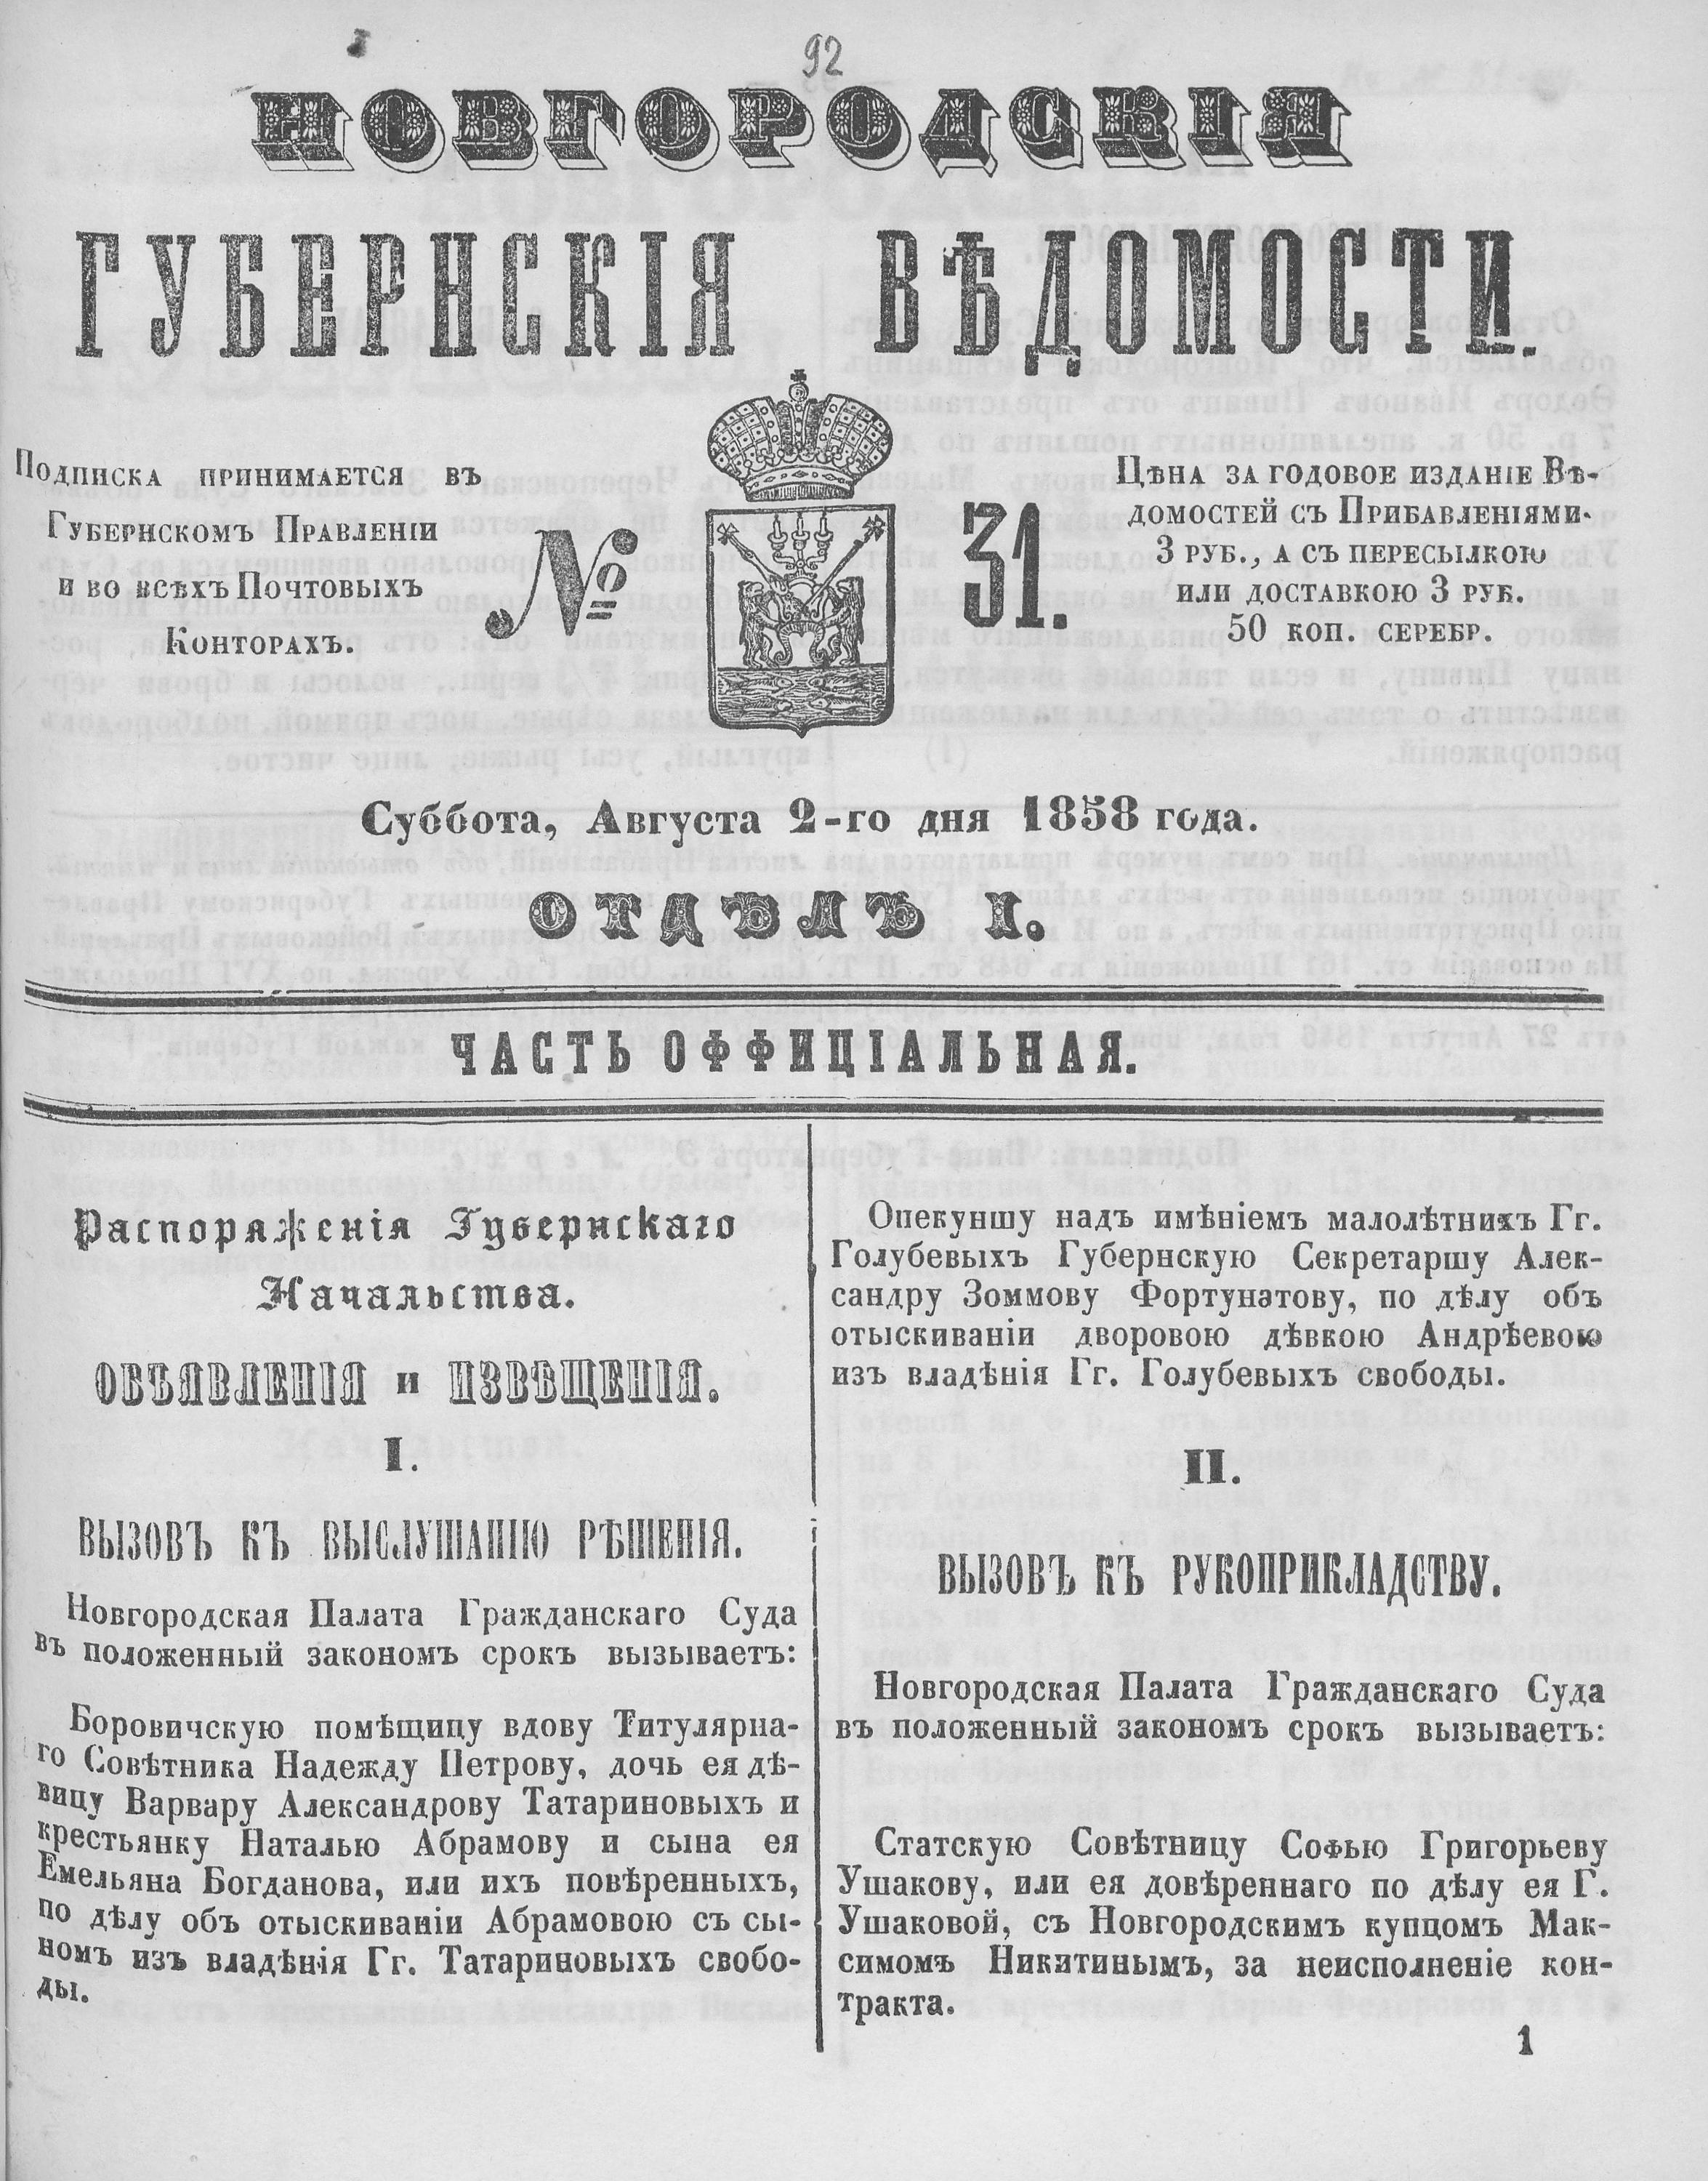 92
НОВГОРОДСКІЯ
ГУБЕРНСКІЯ ВѢДОМОСТИ.
Подписка принимается въ
Губернскомъ Правленіи
и во всѣхъ Почтовыхъ
Конторахъ.
№ 31.
Цѣна за годовое изданіе Вѣ-
домостей съ Прибавленіями.
3 руб., а съ пересылкою
или доставкою 3 руб.
50 коп. серебр.
Суббота, Августа 2-го дня 1858 года.
ОТДѢЛЪ I.
ЧАСТЬ ОФФИЦІАЛЬНАЯ.
Распоряженія Губернскаго
Начальства.
ОБЪЯВЛЕНІЯ и ИЗВѢЩЕНІЯ.
I.
ВЫЗОВЪ КЪ ВЫСЛУШАНІЮ РѢШЕНІЯ.
Новгородская Палата Гражданскаго Суда
въ положенный закономъ срокъ вызываетъ:
Боровичскую помѣщицу вдову Титулярна-
го Совѣтника Надежду Петрову, дочь ея дѣ-
вицу Варвару Александрову Татариновыхъ и
крестьянку Наталью Абрамову и сына ея
Емельяна Богданова, или ихъ повѣренныхъ,
по дѣлу объ отыскиваніи Абрамовою съ сы-
номъ изъ владѣнія Гг. Татариновыхъ свобо-
ды.
Опекуншу надъ имѣніемъ малолѣтнихъ Гг.
Голубевыхъ Губернскую Секретаршу Алек-
сандру Зоммову Фортунатову, по дѣлу объ
отыскиваніи дворовою дѣвкою Андрѣевою
изъ владѣнія Гг. Голубевыхъ свободы.
II.
ВЫЗОВЪ КЪ РУКОПРИКЛАДСТВУ.
Новгородская Палата Гражданскаго Суда
въ положенный закономъ срокъ вызываетъ:
Статскую Совѣтницу Софью Григорьеву
Ушакову, или ея довѣреннаго по дѣлу ея Г.
Ушаковой, съ Новгородскимъ купцомъ Мак-
симомъ Никитинымъ, за неисполненіе кон-
тракта.
1